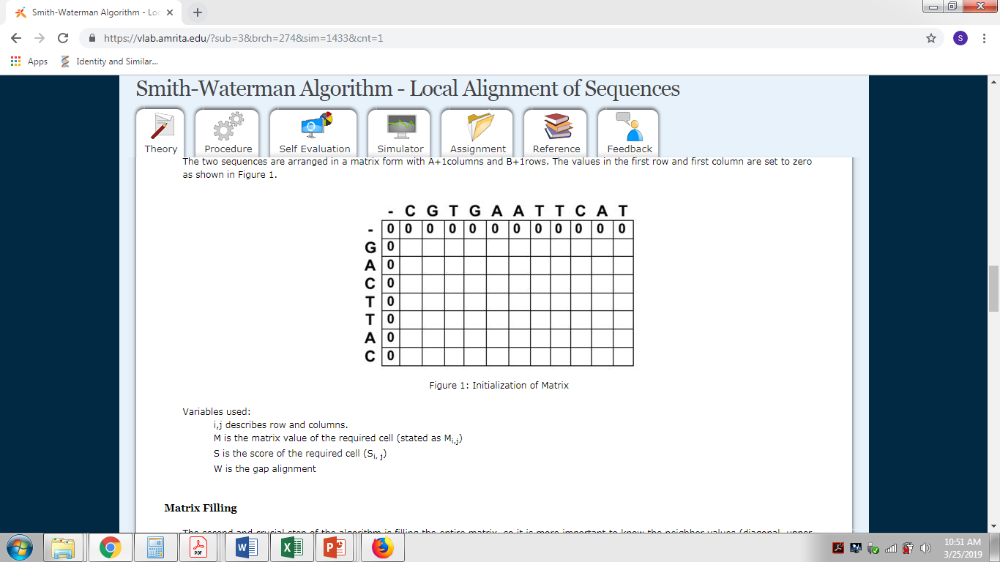 Smith-Waterman Algorithm - Loc
https://vlab.amrita.edu/?sub=3&brch=274&sim=1433&cnt=1
S
Apps Identity and Similar...
Smith-Waterman Algorithm - Local Alignment of Sequences
Theory Procedure Self Evaluation Simulator Assignment Reference Feedback
The two sequences are arranged in a matrix form with A+1columns and B+1rows. The values in the first row and first column are set to zero
as shown in Figure 1.
- C G T G A A T T C A T
- 0 0 0 0 0 0 0 0 0 0 0 0
G 0
A 0
C 0
T 0
T 0
A 0
C 0
Figure 1: Initialization of Matrix
Variables used:
i,j describes row and columns.
M is the matrix value of the required cell (stated as Mi,j)
S is the score of the required cell (Si, j)
W is the gap alignment
Matrix Filling
The second and crucial step of the algorithm is filling the entire matrix, so it is more important to know the neighbor values (diagonal, upper
PDF
10:51 AM
3/25/2019